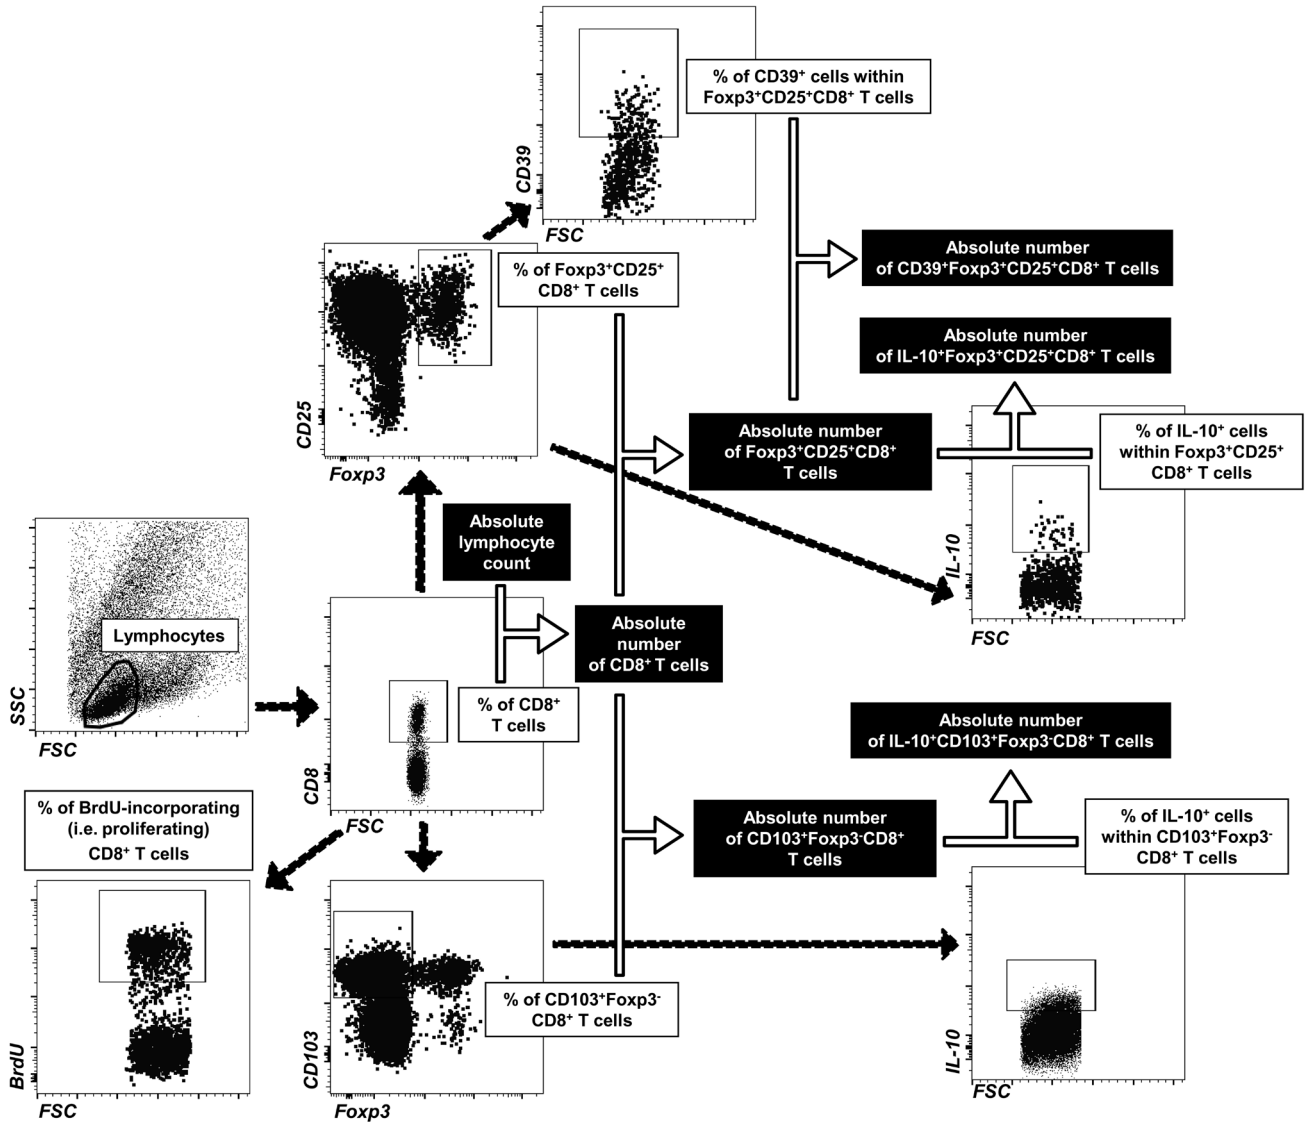 % of CD39⁺ cells within
Foxp3⁺CD25⁺CD8⁺ T cells
CD39
FSC
Absolute number
of CD39⁺Foxp3⁺CD25⁺CD8⁺ T cells
% of Foxp3⁺CD25⁺
CD8⁺ T cells
CD25
Foxp3
Absolute number
of IL-10⁺Foxp3⁺CD25⁺CD8⁺ T cells
Absolute number
of Foxp3⁺CD25⁺CD8⁺
T cells
% of IL-10⁺ cells
within Foxp3⁺CD25⁺
CD8⁺ T cells
IL-10
FSC
Absolute
lymphocyte
count
Lymphocytes
SSC
FSC
Absolute
number
of CD8⁺ T cells
% of CD8⁺
T cells
CD8
FSC
Absolute number
of IL-10⁺CD103⁺Foxp3⁻CD8⁺ T cells
% of BrdU-incorporating
(i.e. proliferating)
CD8⁺ T cells
BrdU
FSC
Absolute number
of CD103⁺Foxp3⁻CD8⁺
T cells
% of IL-10⁺ cells
within CD103⁺Foxp3⁻
CD8⁺ T cells
% of CD103⁺Foxp3⁻
CD8⁺ T cells
CD103
Foxp3
IL-10
FSC